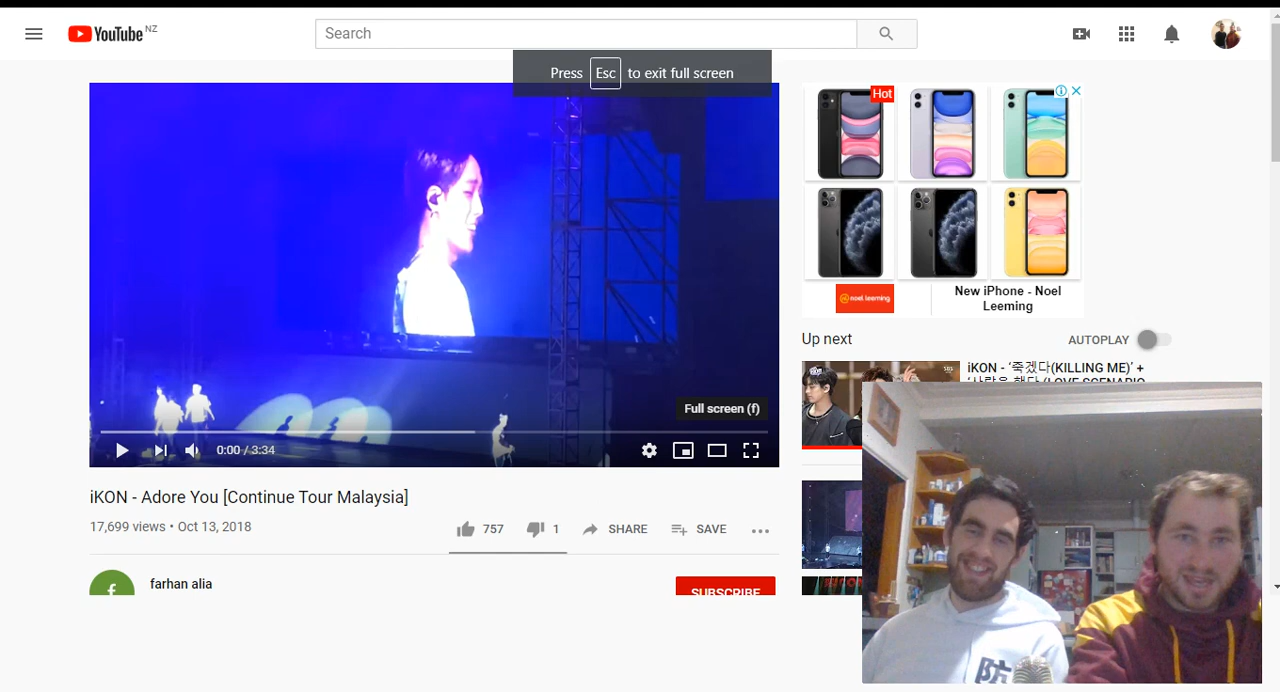 YouTube NZ
Search
Press Esc to exit full screen
Hot
noel leeming
New iPhone - Noel
Leeming
Full screen (f)
0:00 / 3:34
Up next
AUTOPLAY
iKON - ‘죽겠다(KILLING ME)’ +
iKON - Adore You [Continue Tour Malaysia]
17,699 views • Oct 13, 2018
757
1
SHARE
SAVE
f
farhan alia
SUBSCRIBE
防